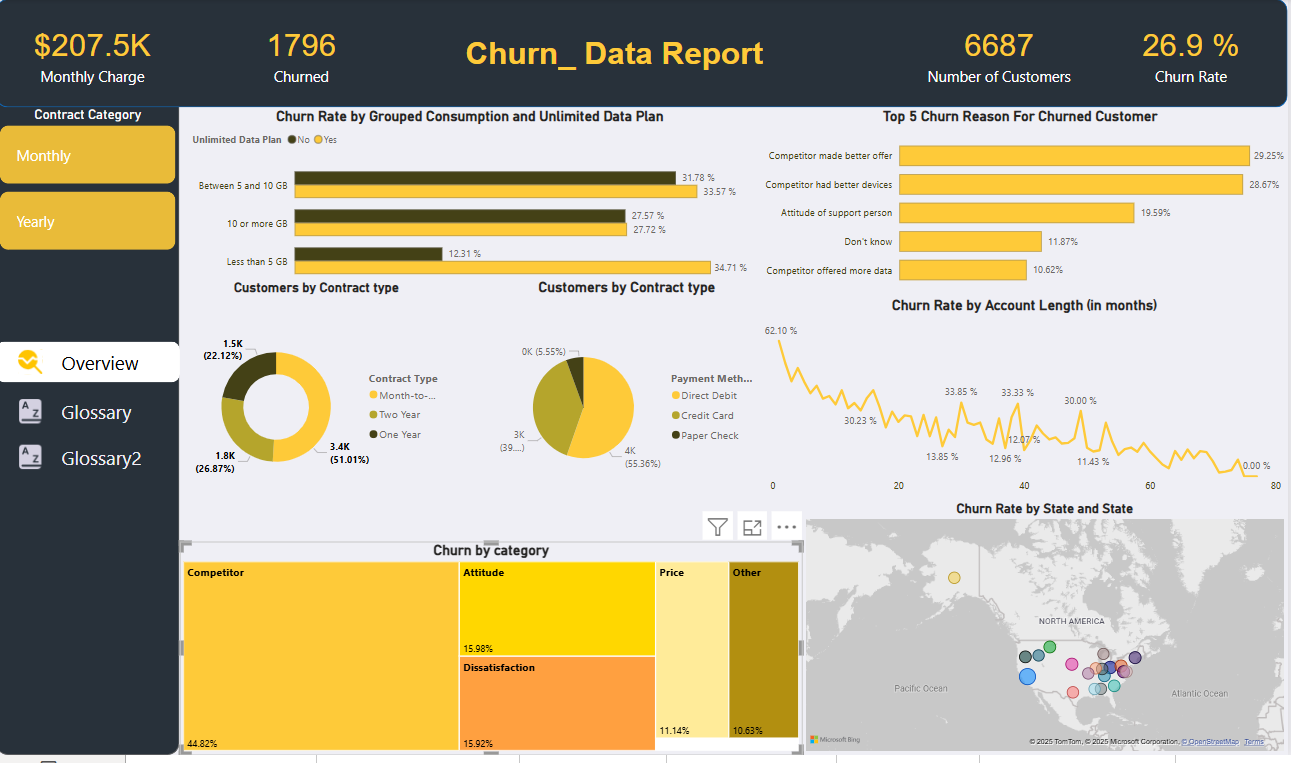 $207.5K
Monthly Charge
1796
Churned
Churn_ Data Report
6687
Number of Customers
26.9 %
Churn Rate
Contract Category
Monthly
Yearly
Overview
Glossary
Glossary2
Churn Rate by Grouped Consumption and Unlimited Data Plan
Unlimited Data Plan No Yes
Between 5 and 10 GB
31.78 %
33.57 %
10 or more GB
27.57 %
27.72 %
Less than 5 GB
12.31 %
34.71 %
Top 5 Churn Reason For Churned Customer
Competitor made better offer 29.25%
Competitor had better devices 28.67%
Attitude of support person 19.59%
Don't know 11.87%
Competitor offered more data 10.62%
Customers by Contract type
1.5K
(22.12%)
1.8K
(26.87%)
3.4K
(51.01%)
Contract Type
Month-to-...
Two Year
One Year
Customers by Contract type
0K (5.55%)
3K
(39....)
4K
(55.36%)
Payment Meth...
Direct Debit
Credit Card
Paper Check
Churn Rate by Account Length (in months)
62.10 %
30.23 %
13.85 %
33.85 %
12.96 %
33.33 %
12.07 %
30.00 %
11.43 %
0.00 %
0 20 40 60 80
Churn by category
Competitor
44.82%
Attitude
15.98%
Dissatisfaction
15.92%
Price
11.14%
Other
10.63%
Churn Rate by State and State
NORTH AMERICA
Pacific Ocean
Atlantic Ocean
Microsoft Bing
© 2025 TomTom, © 2025 Microsoft Corporation, © OpenStreetMap Terms